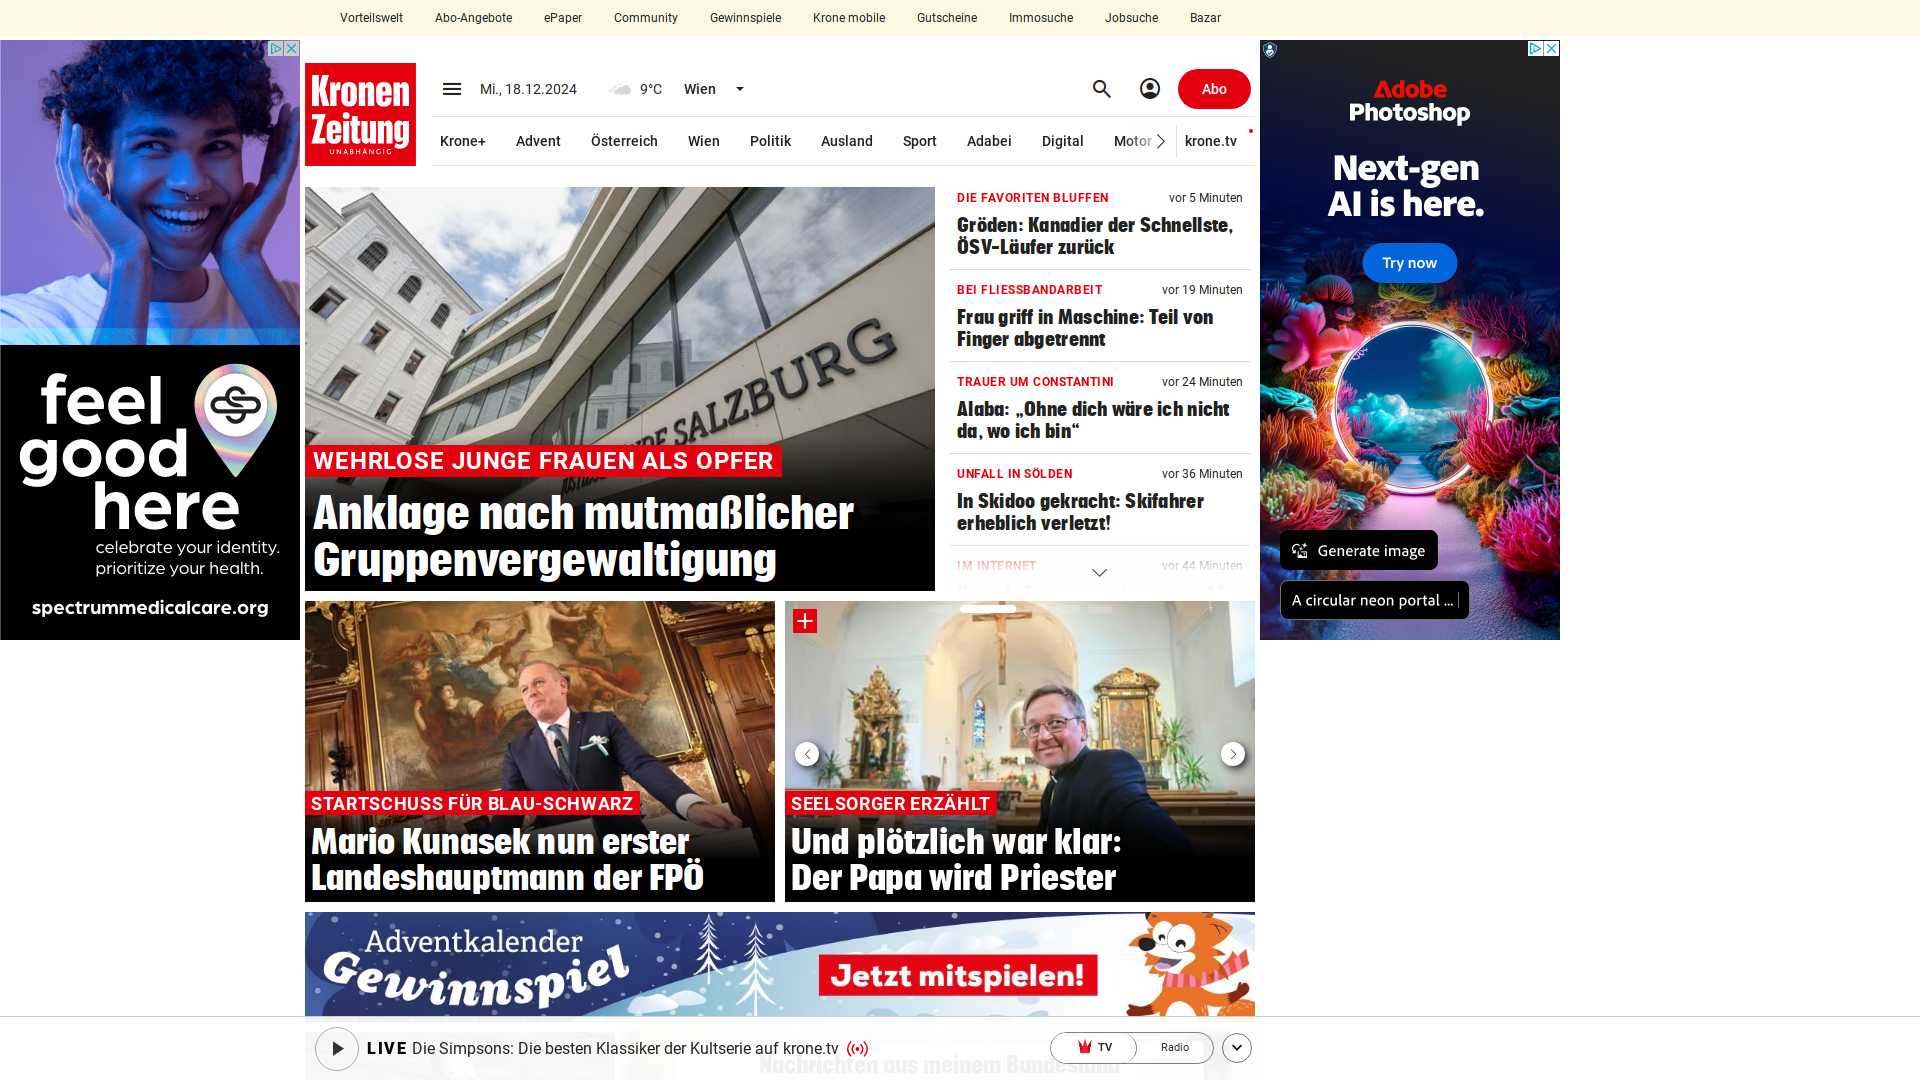 Vorteilswelt Abo-Angebote ePaper Community Gewinnspiele Krone mobile Gutscheine Immosuche Jobsuche Bazar
Kronen
Zeitung
UNABHÄNGIG
Mi., 18.12.2024 9°C Wien
Abo
Krone+ Advent Österreich Wien Politik Ausland Sport Adabei Digital Motor krone.tv
feel
good
here
celebrate your identity.
prioritize your health.
spectrummedicalcare.org
SALZBURG
WEHRLOSE JUNGE FRAUEN ALS OPFER
Anklage nach mutmaßlicher
Gruppenvergewaltigung
DIE FAVORITEN BLUFFEN vor 5 Minuten
Gröden: Kanadier der Schnellste,
ÖSV-Läufer zurück
BEI FLIESSBANDARBEIT vor 19 Minuten
Frau griff in Maschine: Teil von
Finger abgetrennt
TRAUER UM CONSTANTINI vor 24 Minuten
Alaba: „Ohne dich wäre ich nicht
da, wo ich bin“
UNFALL IN SÖLDEN vor 36 Minuten
In Skidoo gekracht: Skifahrer
erheblich verletzt!
IM INTERNET vor 44 Minuten
Adobe
Photoshop
Next-gen
AI is here.
Try now
Generate image
A circular neon portal ...
STARTSCHUSS FÜR BLAU-SCHWARZ
Mario Kunasek nun erster
Landeshauptmann der FPÖ
SEELSORGER ERZÄHLT
Und plötzlich war klar:
Der Papa wird Priester
Adventkalender
Gewinnspiel
Jetzt mitspielen!
LIVE Die Simpsons: Die besten Klassiker der Kultserie auf krone.tv
TV Radio
Nachrichten aus meinem Bundesland